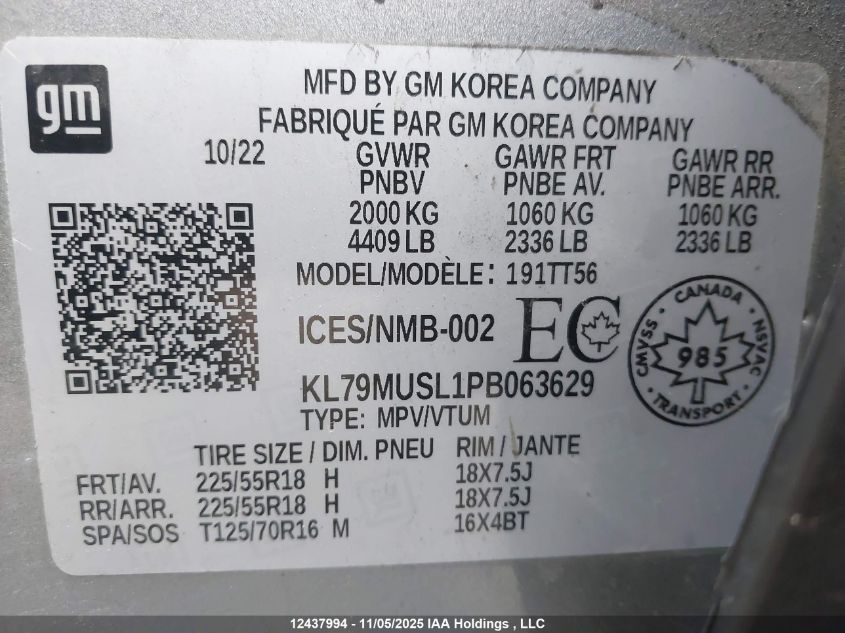 gm
MFD BY GM KOREA COMPANY
FABRIQUÉ PAR GM KOREA COMPANY
10/22 GVWR GAWR FRT GAWR RR
PNBV PNBE AV. PNBE ARR.
2000 KG 1060 KG 1060 KG
4409 LB 2336 LB 2336 LB
MODEL/MODÈLE: 191TT56
ICES/NMB-002 EC
CANADA
CMVSS 985 NSVAC
TRANSPORT
KL79MUSL1PB063629
TYPE: MPV/VTUM
TIRE SIZE / DIM. PNEU RIM / JANTE
FRT/AV. 225/55R18 H 18X7.5J
RR/ARR. 225/55R18 H 18X7.5J
SPA/SOS T125/70R16 M 16X4BT
12437994 - 11/05/2025 IAA Holdings , LLC